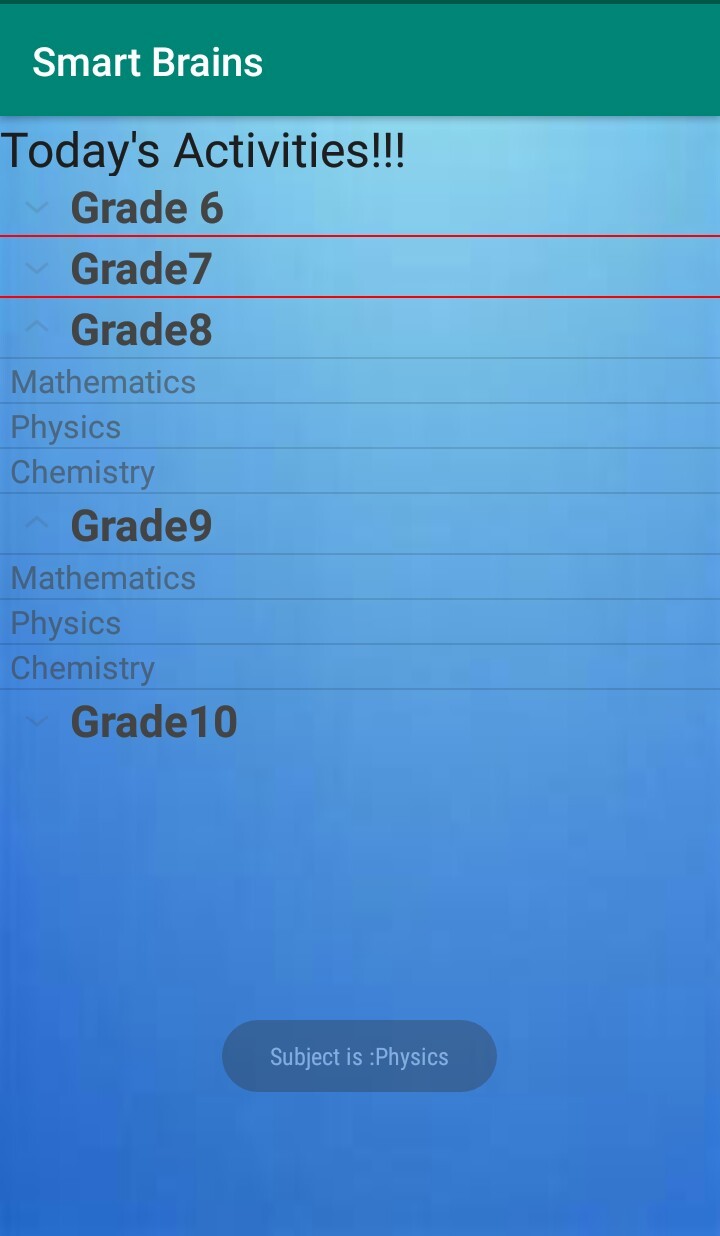 Smart Brains
Today's Activities!!!
Grade 6
Grade7
Grade8
Mathematics
Physics
Chemistry
Grade9
Mathematics
Physics
Chemistry
Grade10
Subject is :Physics